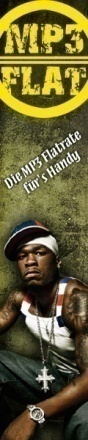 MP3
FLAT
Die MP3 Flatrate
für's Handy